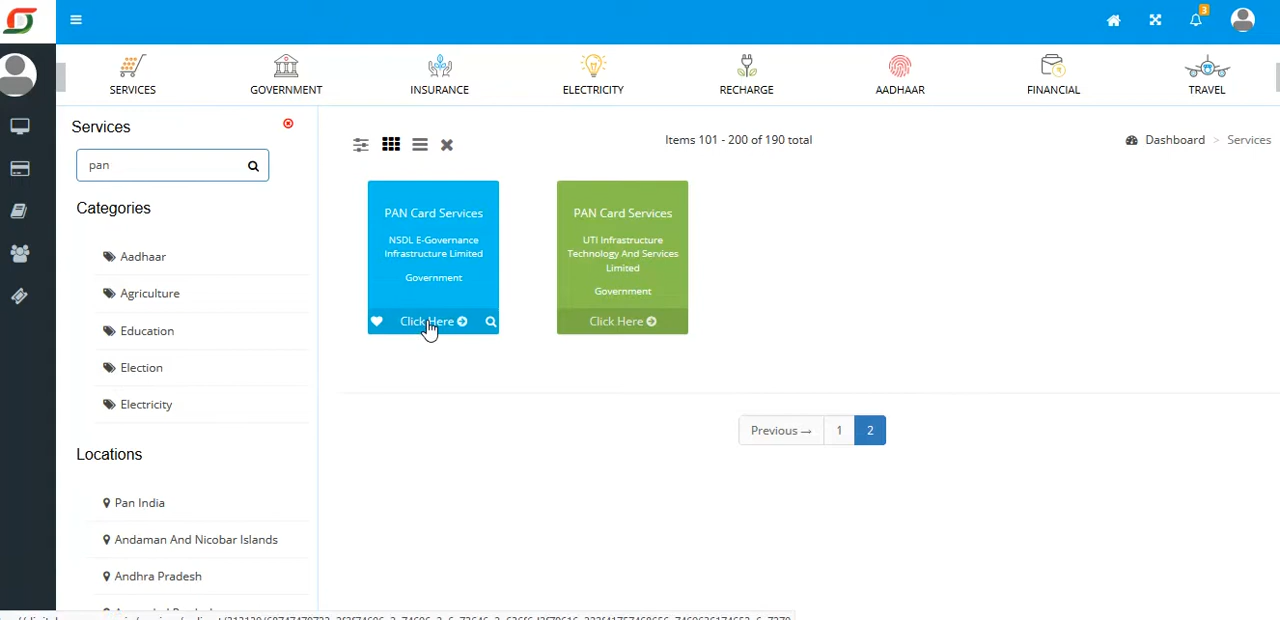 3
SERVICES GOVERNMENT INSURANCE ELECTRICITY RECHARGE AADHAAR FINANCIAL TRAVEL
Services
pan
Categories
Aadhaar
Agriculture
Education
Election
Electricity
Locations
Pan India
Andaman And Nicobar Islands
Andhra Pradesh
Items 101 - 200 of 190 total
Dashboard > Services
PAN Card Services
NSDL E-Governance
Infrastructure Limited
Government
Click Here
PAN Card Services
UTI Infrastructure
Technology And Services
Limited
Government
Click Here
Previous → 1 2